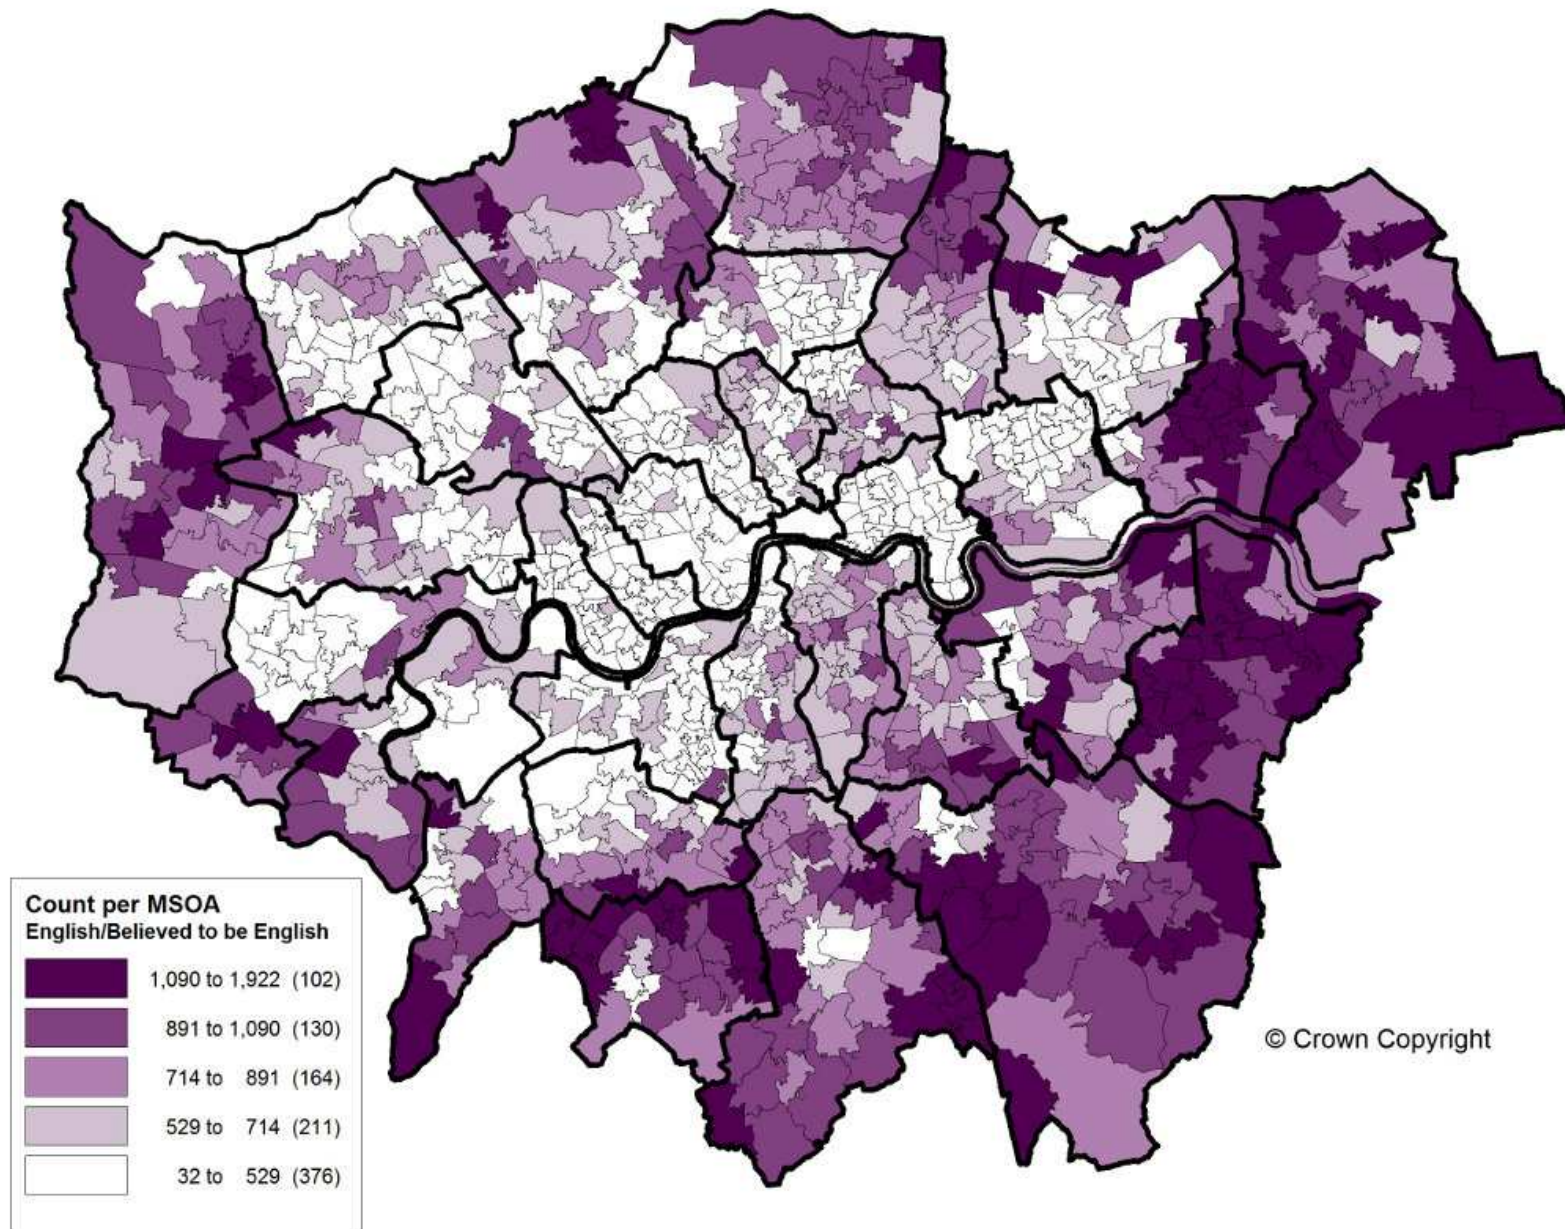 Count per MSOA
English/Believed to be English
1,090 to 1,922 (102)
891 to 1,090 (130)
714 to 891 (164)
529 to 714 (211)
32 to 529 (376)
© Crown Copyright